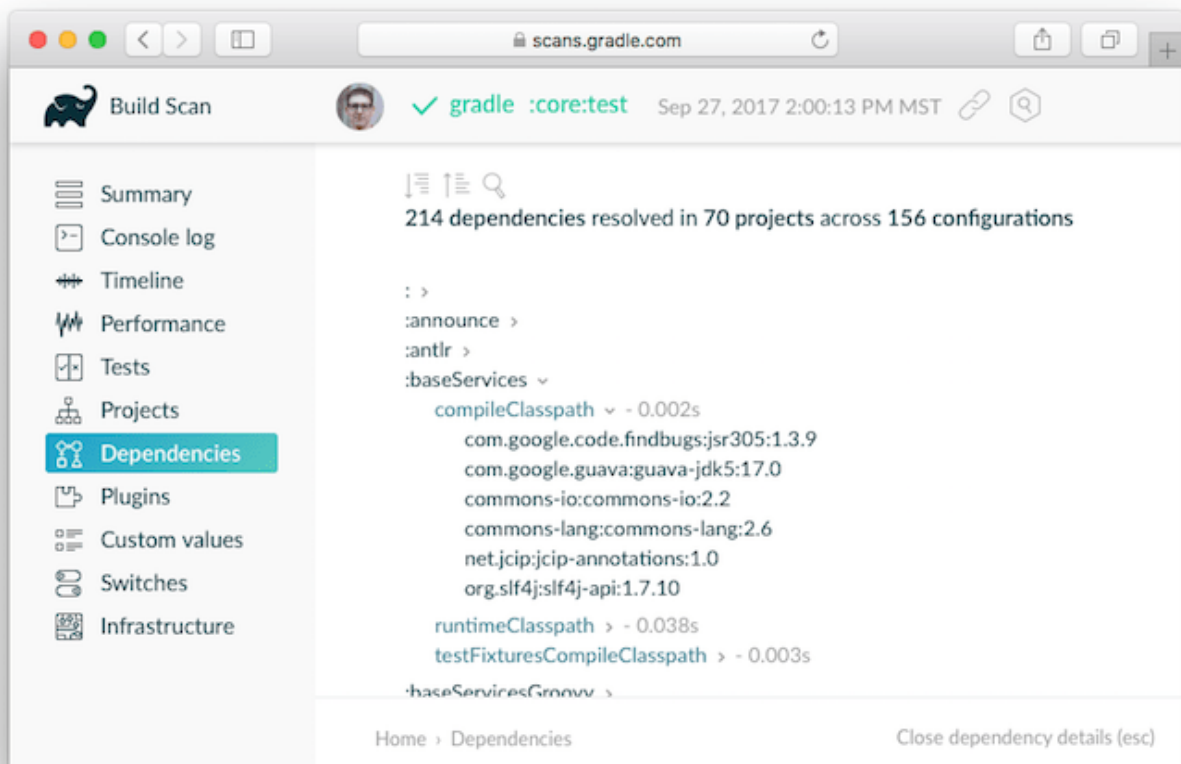 scans.gradle.com
Build Scan
gradle :core:test Sep 27, 2017 2:00:13 PM MST
Summary
Console log
Timeline
Performance
Tests
Projects
Dependencies
Plugins
Custom values
Switches
Infrastructure
214 dependencies resolved in 70 projects across 156 configurations
: >
:announce >
:antlr >
:baseServices
compileClasspath - 0.002s
com.google.code.findbugs:jsr305:1.3.9
com.google.guava:guava-jdk5:17.0
commons-io:commons-io:2.2
commons-lang:commons-lang:2.6
net.jcip:jcip-annotations:1.0
org.slf4j:slf4j-api:1.7.10
runtimeClasspath > - 0.038s
testFixturesCompileClasspath > - 0.003s
:baseServicesGroovy >
Home › Dependencies
Close dependency details (esc)